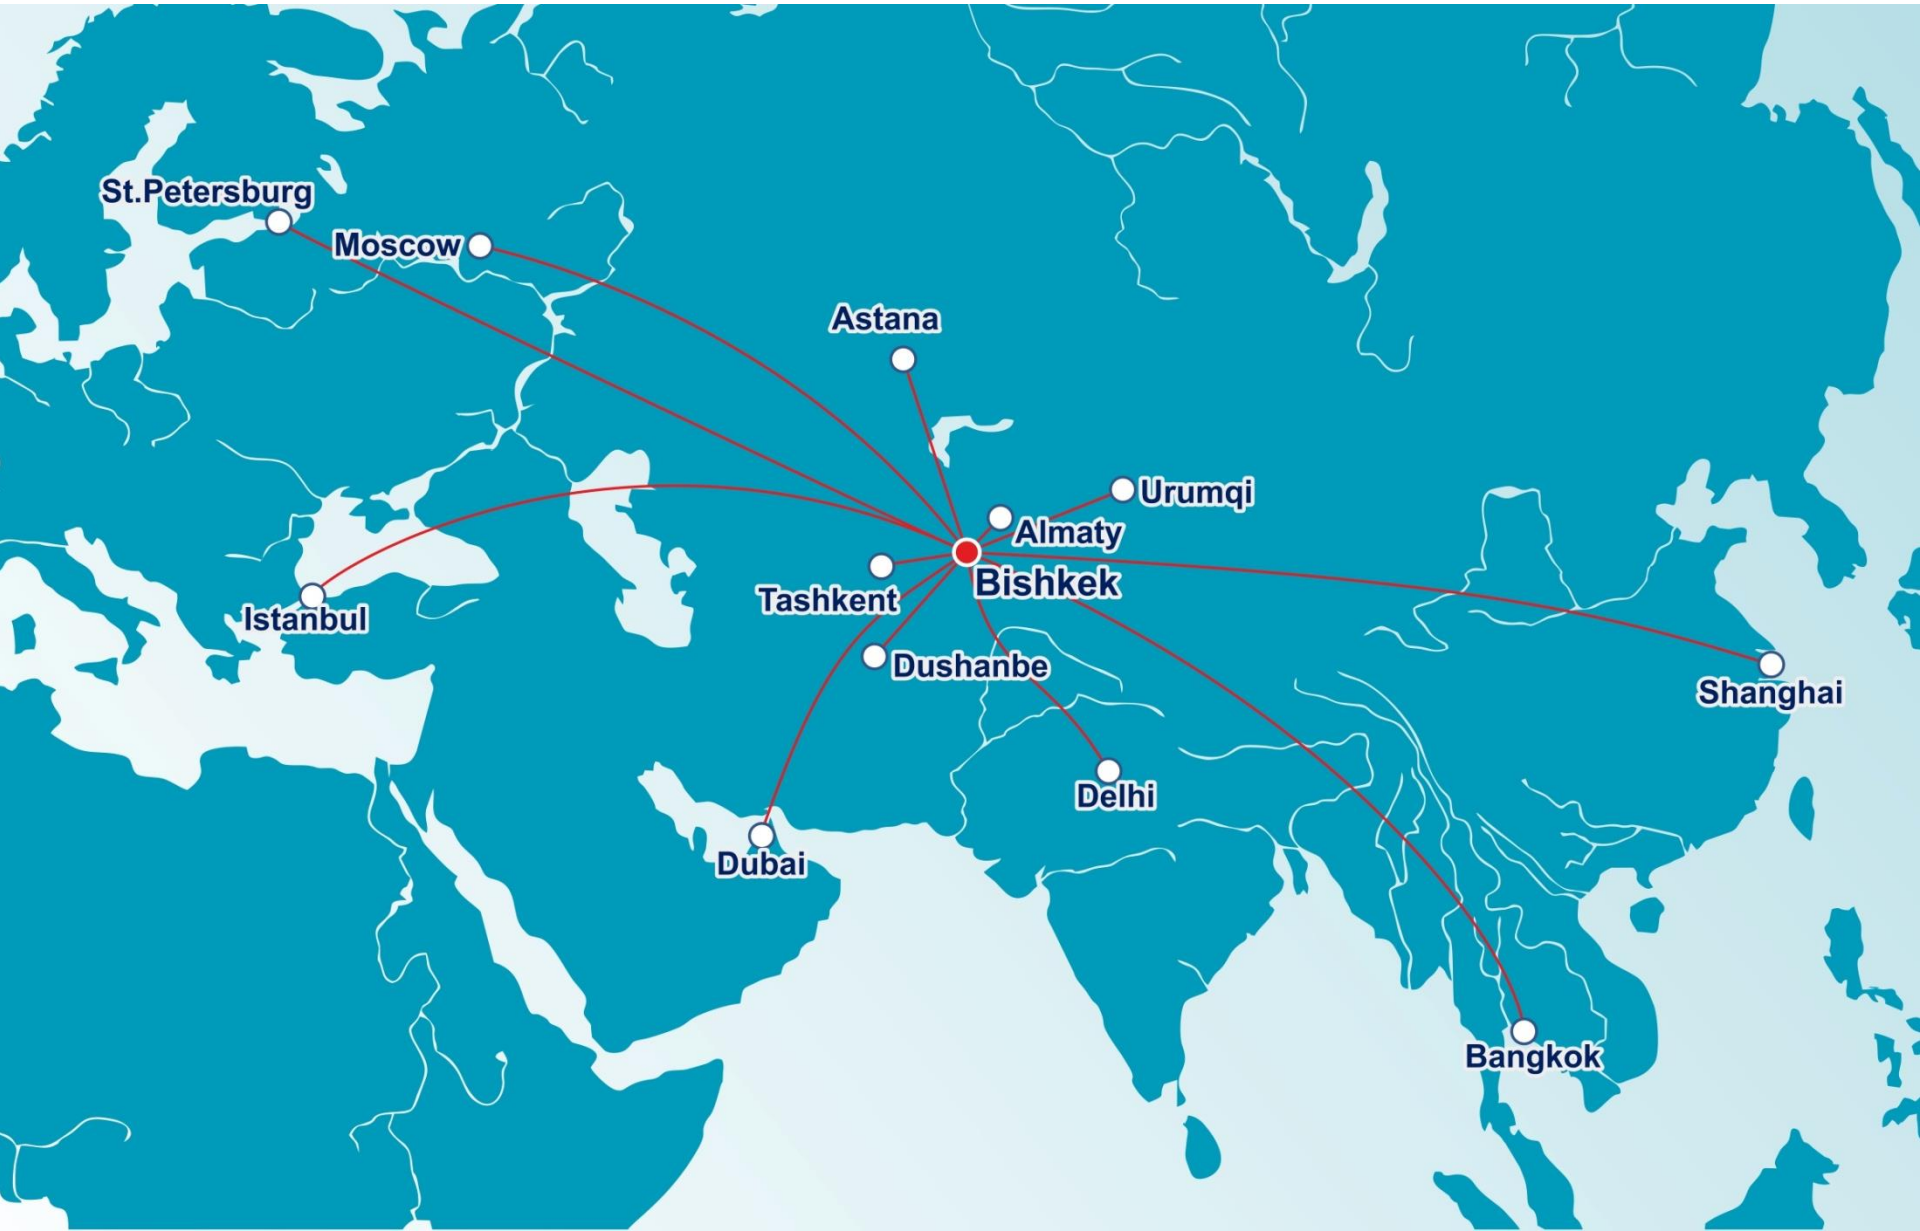 St.Petersburg
Moscow
Astana
Urumqi
Almaty
Bishkek
Tashkent
Istanbul
Dushanbe
Shanghai
Delhi
Dubai
Bangkok